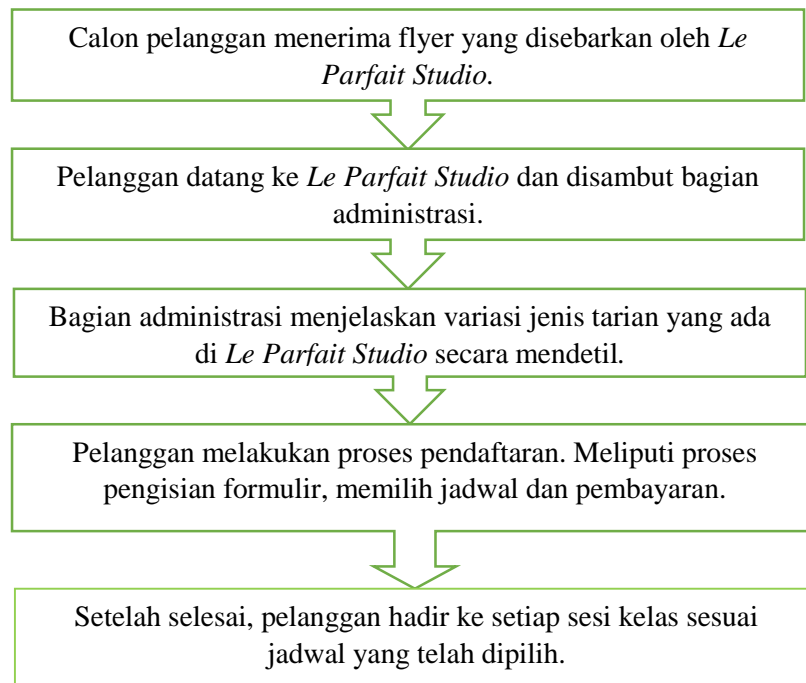 Calon pelanggan menerima flyer yang disebarkan oleh Le
Parfait Studio.
Pelanggan datang ke Le Parfait Studio dan disambut bagian
administrasi.
Bagian administrasi menjelaskan variasi jenis tarian yang ada
di Le Parfait Studio secara mendetil.
Pelanggan melakukan proses pendaftaran. Meliputi proses
pengisian formulir, memilih jadwal dan pembayaran.
Setelah selesai, pelanggan hadir ke setiap sesi kelas sesuai
jadwal yang telah dipilih.